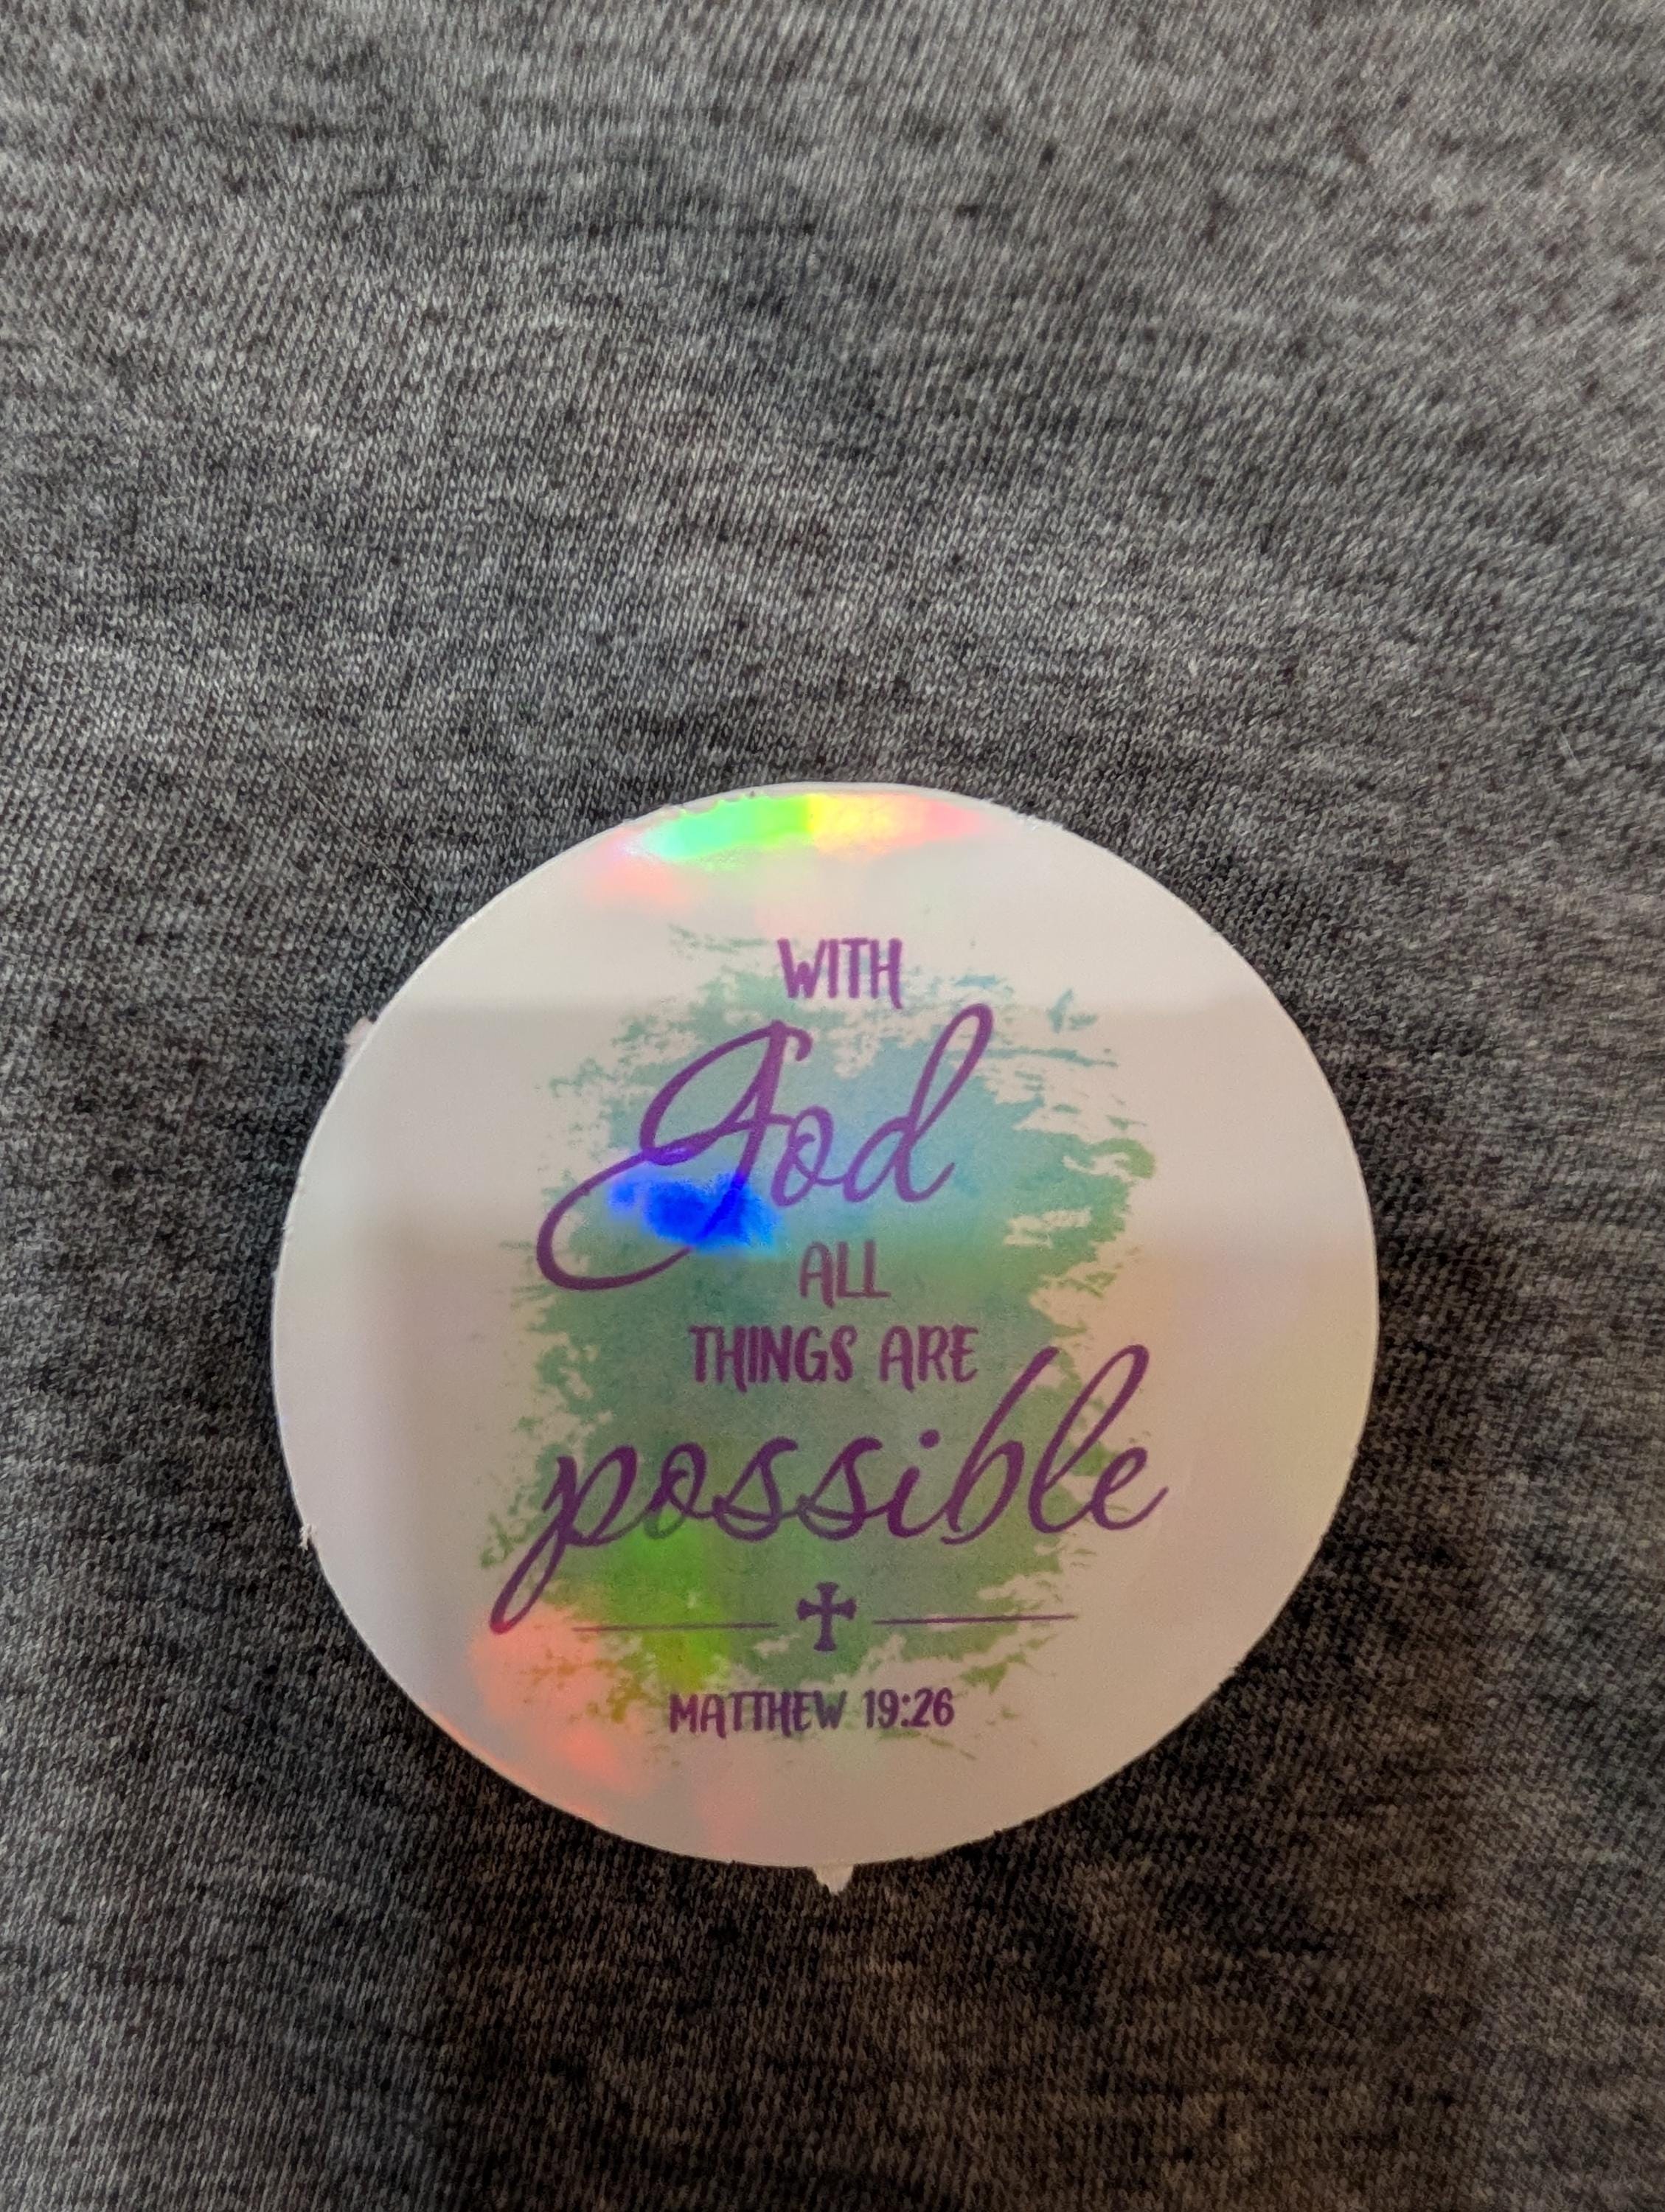 WITH
God
ALL
THINGS ARE
possible
MATTHEW 19:26